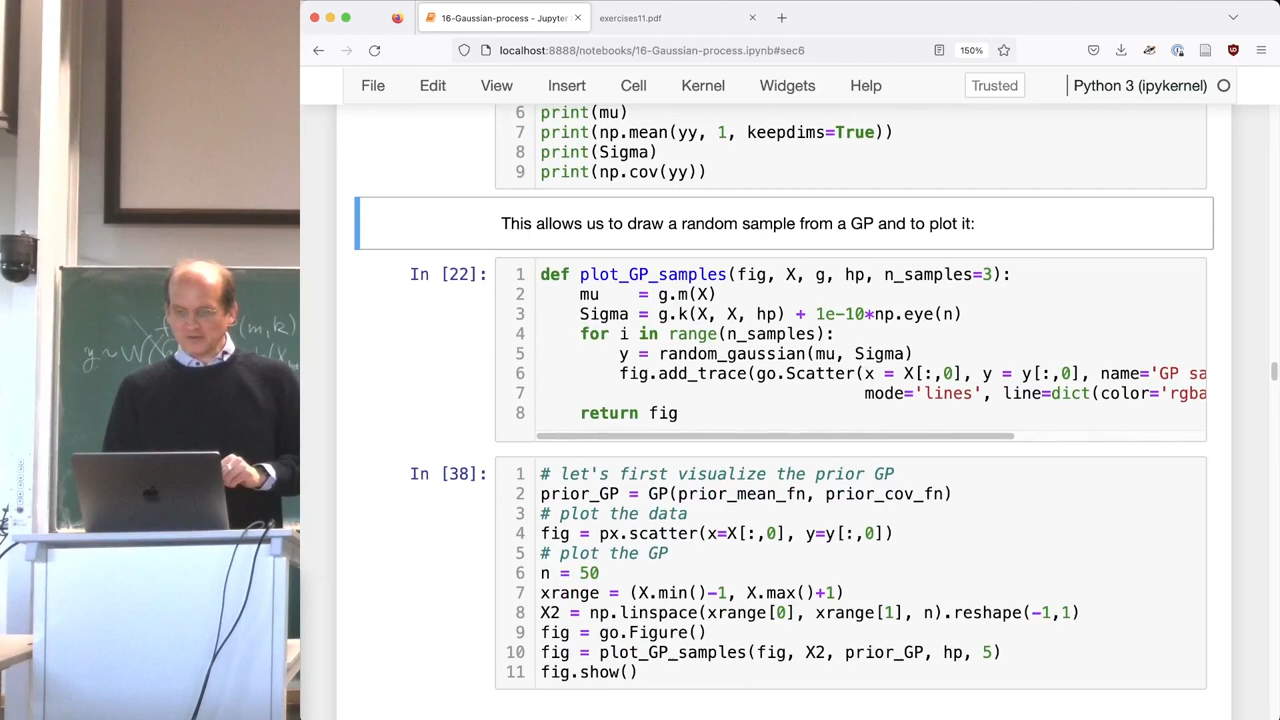 16-Gaussian-process - Jupyter
exercises11.pdf
localhost:8888/notebooks/16-Gaussian-process.ipynb#sec6
150%
File Edit View Insert Cell Kernel Widgets Help
Trusted
Python 3 (ipykernel)
6 print(mu)
7 print(np.mean(yy, 1, keepdims=True))
8 print(Sigma)
9 print(np.cov(yy))
This allows us to draw a random sample from a GP and to plot it:
In [22]:
1 def plot_GP_samples(fig, X, g, hp, n_samples=3):
2     mu    = g.m(X)
3     Sigma = g.k(X, X, hp) + 1e-10*np.eye(n)
4     for i in range(n_samples):
5         y = random_gaussian(mu, Sigma)
6         fig.add_trace(go.Scatter(x = X[:,0], y = y[:,0], name='GP sa
7                                  mode='lines', line=dict(color='rgba
8     return fig
In [38]:
1 # let's first visualize the prior GP
2 prior_GP = GP(prior_mean_fn, prior_cov_fn)
3 # plot the data
4 fig = px.scatter(x=X[:,0], y=y[:,0])
5 # plot the GP
6 n = 50
7 xrange = (X.min()-1, X.max()+1)
8 X2 = np.linspace(xrange[0], xrange[1], n).reshape(-1,1)
9 fig = go.Figure()
10 fig = plot_GP_samples(fig, X2, prior_GP, hp, 5)
11 fig.show()
(m, k)
y ~